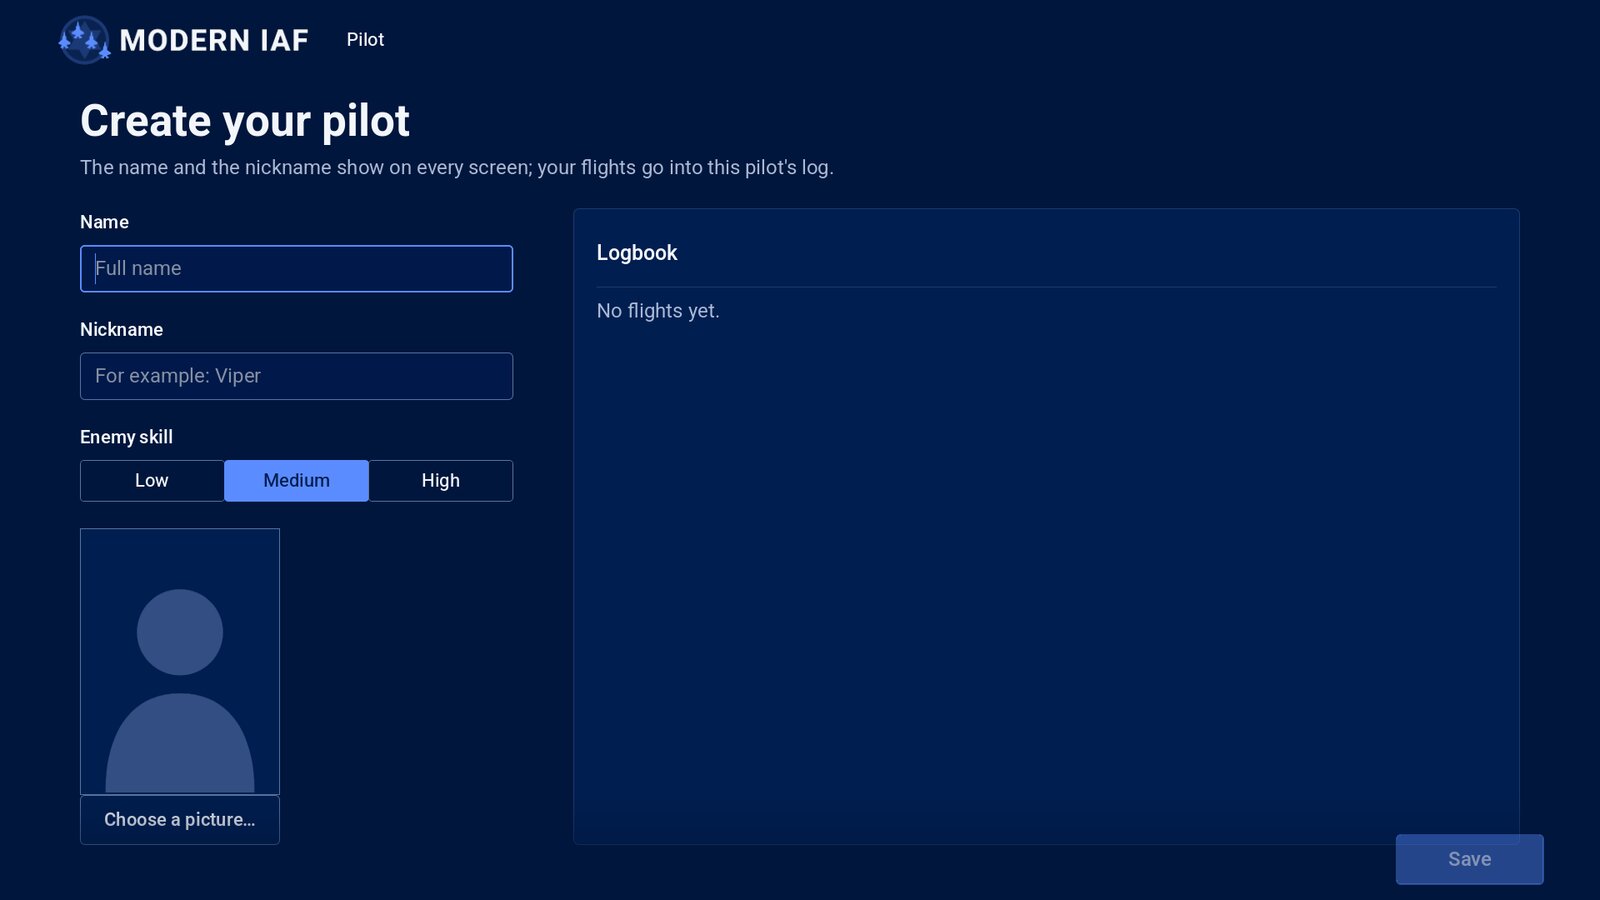 MODERN IAF
Pilot
Create your pilot
The name and the nickname show on every screen; your flights go into this pilot's log.
Name
Full name
Nickname
For example: Viper
Enemy skill
Low
Medium
High
Choose a picture...
Logbook
No flights yet.
Save